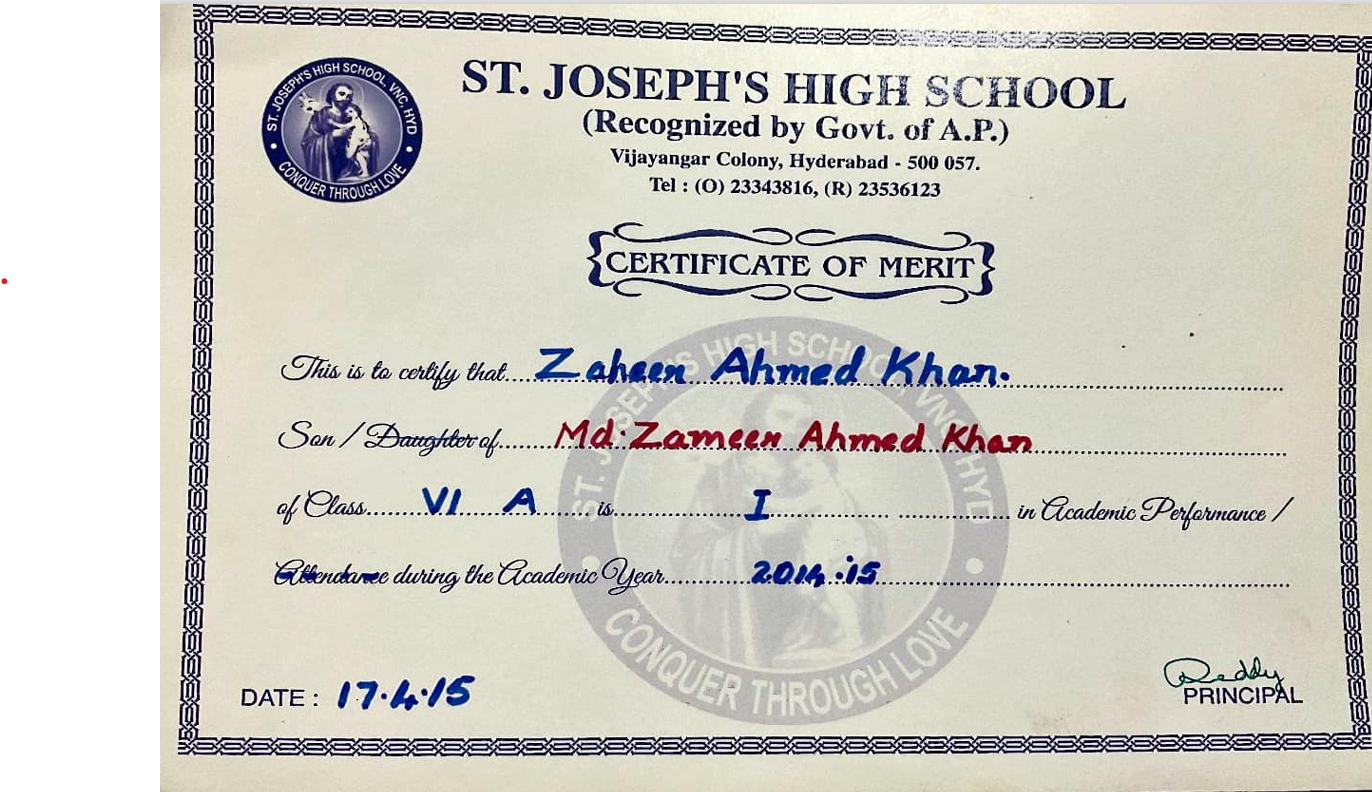 ST. JOSEPH'S HIGH SCHOOL, VNC, HYD
CONQUER THROUGH LOVE
ST. JOSEPH'S HIGH SCHOOL
(Recognized by Govt. of A.P.)
Vijayangar Colony, Hyderabad - 500 057.
Tel : (O) 23343816, (R) 23536123
CERTIFICATE OF MERIT
This is to certify that Zaheen Ahmed Khan.
Son / Daughter of Md. Zameen Ahmed Khan
of Class VI A is I in Academic Performance /
Attendance during the Academic Year 2014.15
ST. JOSEPH'S HIGH SCHOOL, VNC, HYD
CONQUER THROUGH LOVE
DATE : 17.4.15
Reddy
PRINCIPAL